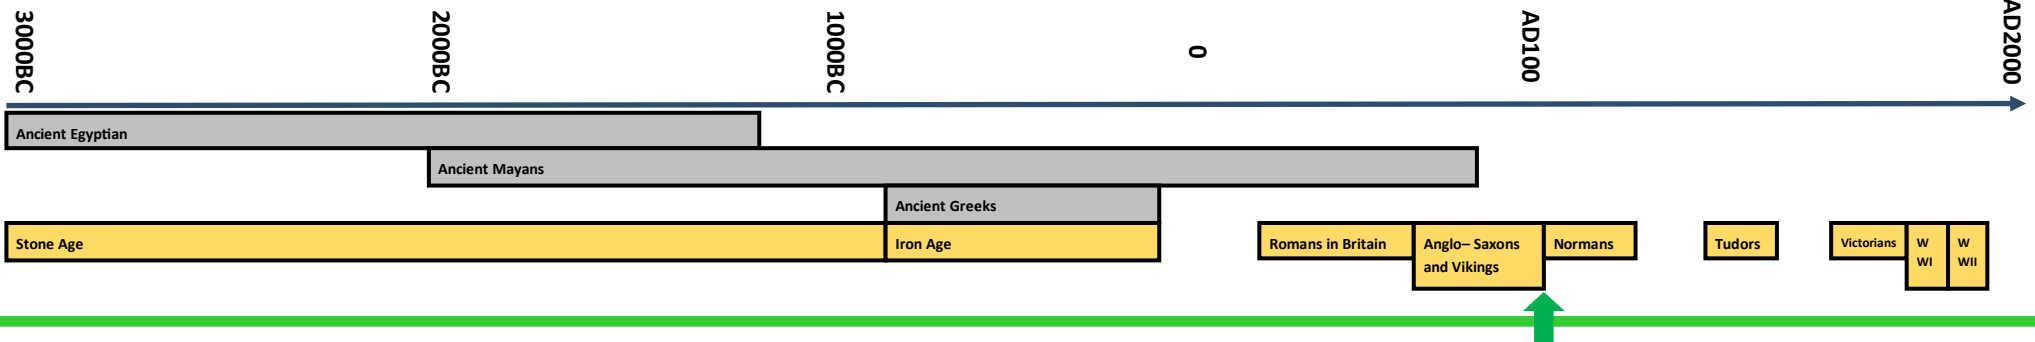 3000BC
2000BC
1000BC
0
AD100
AD2000
Ancient Egyptian
Ancient Mayans
Ancient Greeks
Stone Age
Iron Age
Romans in Britain
Anglo– Saxons
and Vikings
Normans
Tudors
Victorians
W
WI
W
WII